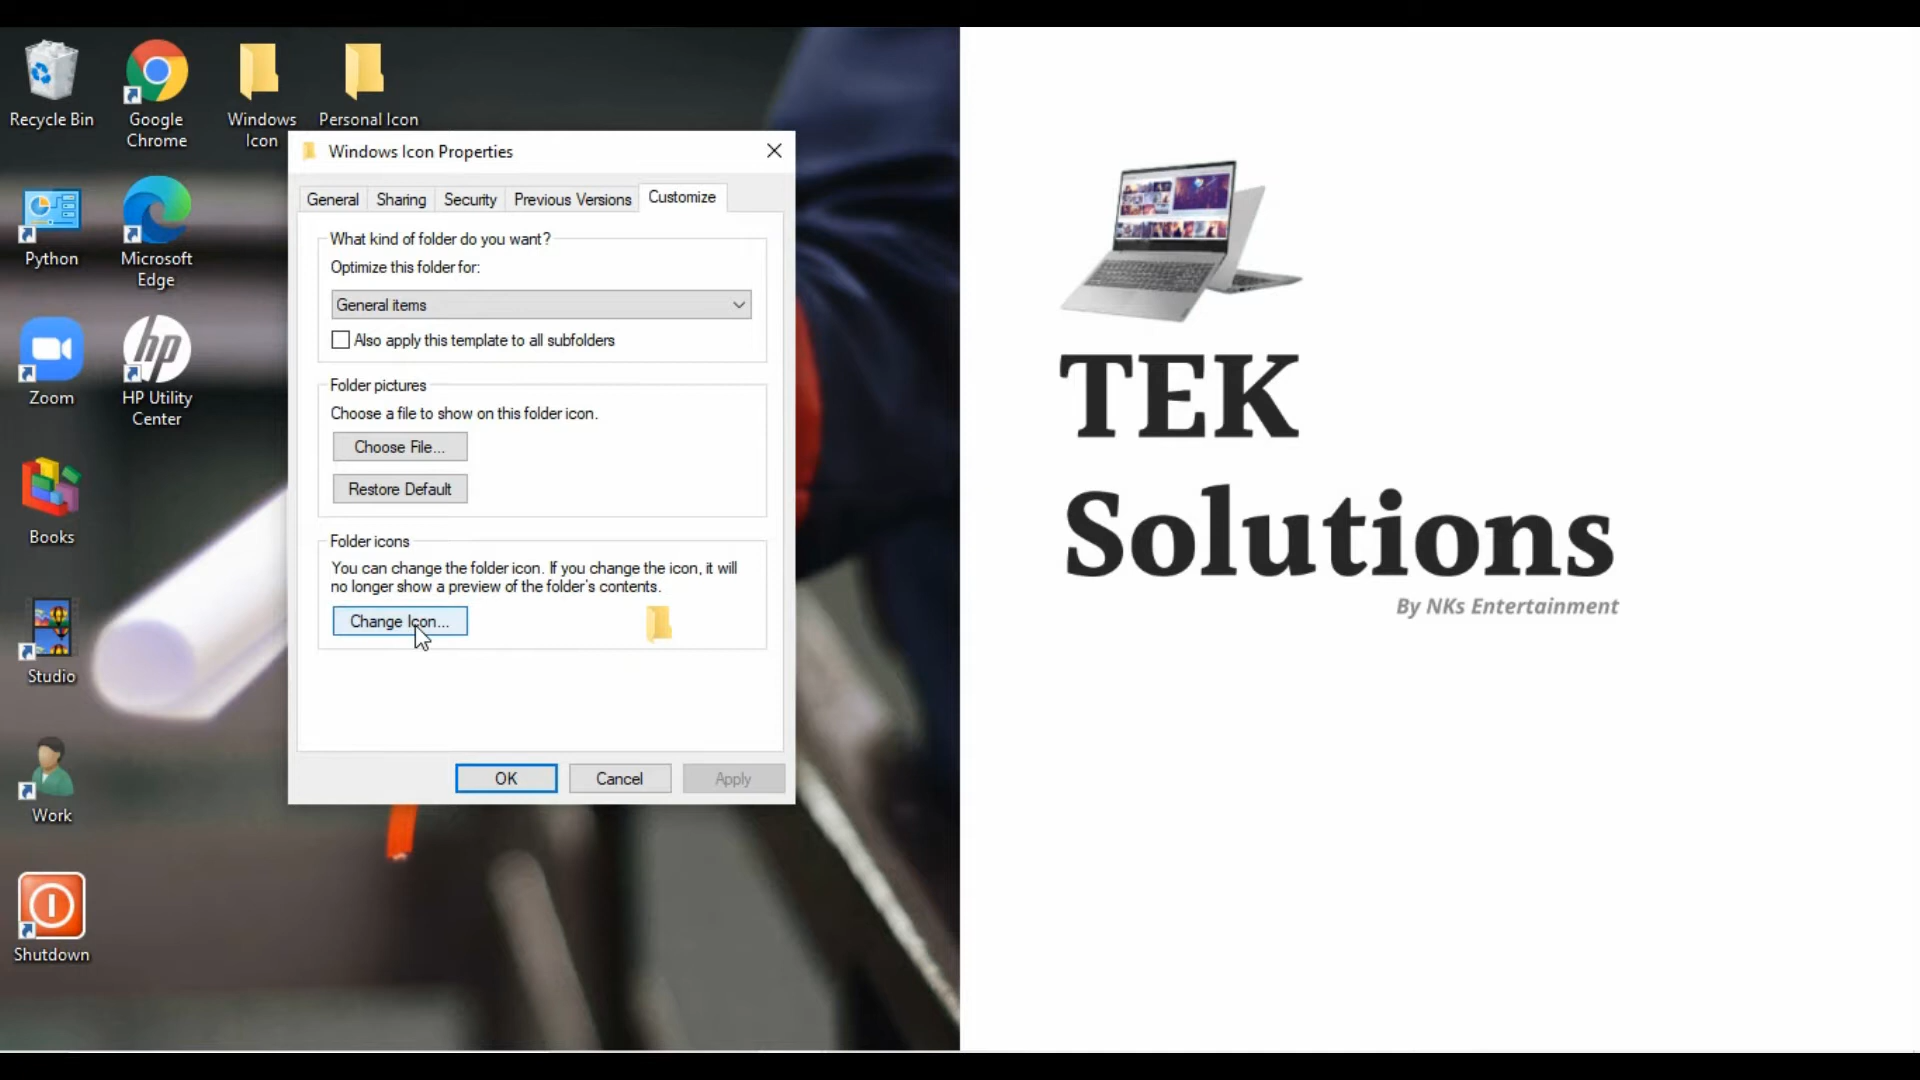 Recycle Bin
Google
Chrome
Windows
Icon
Personal Icon
Python
Microsoft
Edge
Zoom
hp
HP Utility
Center
Books
Studio
Work
Shutdown
Windows Icon Properties
General
Sharing
Security
Previous Versions
Customize
What kind of folder do you want?
Optimize this folder for:
General items
Also apply this template to all subfolders
Folder pictures
Choose a file to show on this folder icon.
Choose File...
Restore Default
Folder icons
You can change the folder icon. If you change the icon, it will
no longer show a preview of the folder's contents.
Change Icon...
OK
Cancel
Apply
TEK
Solutions
By NKs Entertainment